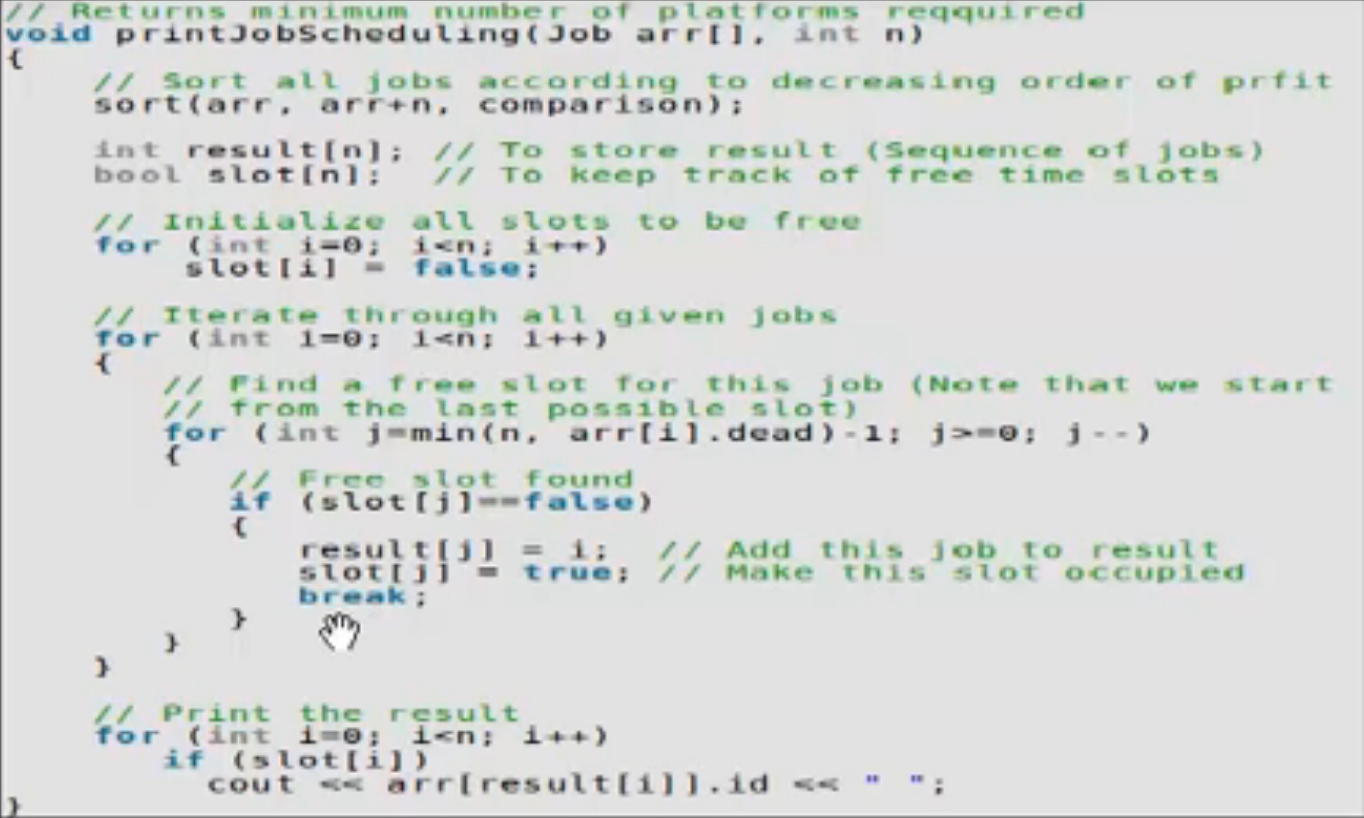 // Returns minimum number of platforms reqquired
void printJobScheduling(Job arr[], int n)
{
// Sort all jobs according to decreasing order of prfit
sort(arr, arr+n, comparison);
int result[n]; // To store result (Sequence of jobs)
bool slot[n]; // To keep track of free time slots
// Initialize all slots to be free
for (int i=0; i<n; i++)
slot[i] = false;
// Iterate through all given jobs
for (int i=0; i<n; i++)
{
// Find a free slot for this job (Note that we start
// from the last possible slot)
for (int j=min(n, arr[i].dead)-1; j>=0; j--)
{
// Free slot found
if (slot[j]==false)
{
result[j] = i; // Add this job to result
slot[j] = true; // Make this slot occupied
break;
}
}
}
// Print the result
for (int i=0; i<n; i++)
if (slot[i])
cout << arr[result[i]].id << " ";
}